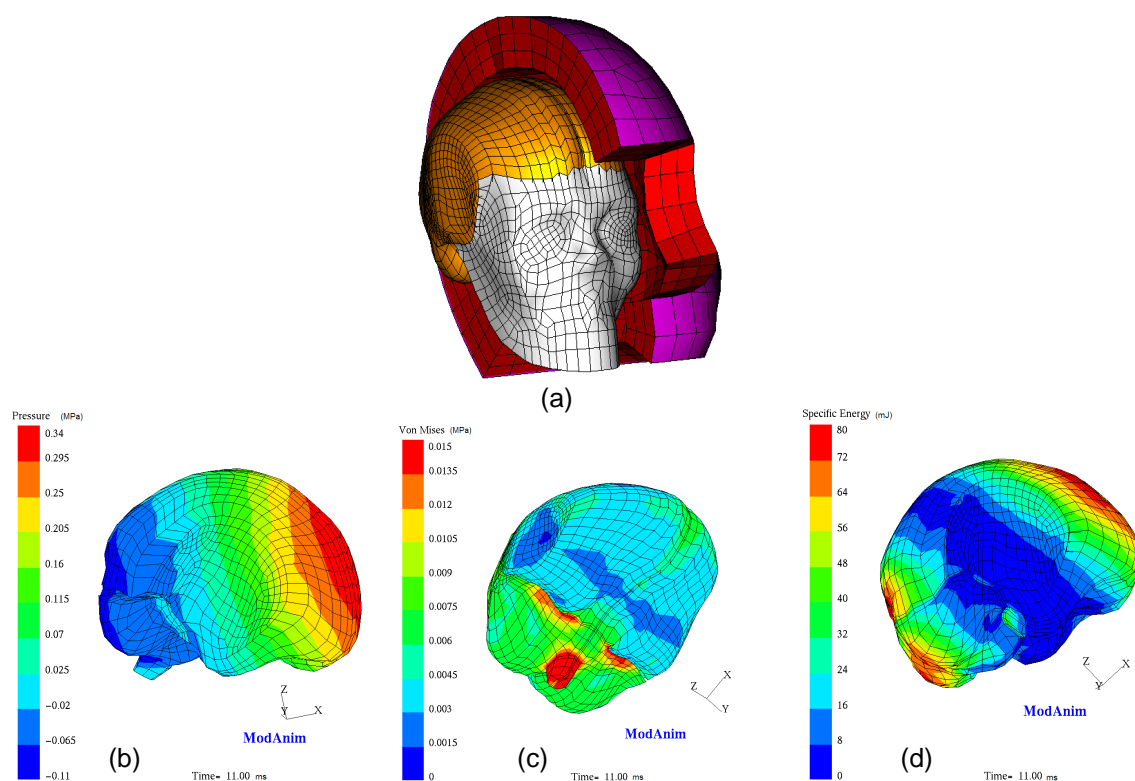 (a)
Pressure (MPa)
0.34
0.295
0.25
0.205
0.115
0.07
0.025
−0.02
−0.065
−0.11
Z
Y X
ModAnim
(b)
Time= 11.00 ms
Von Mises (MPa)
0.015
0.0135
0.012
0.0105
0.009
0.0075
0.006
0.0045
0.003
0.0015
0
Z X
Y
ModAnim
(c)
Time= 11.00 ms
Specific Energy
(mJ)
80
72
64
56
48
40
32
24
16
8
0
Z X
Y
ModAnim
(d)
Time= 11.00 ms